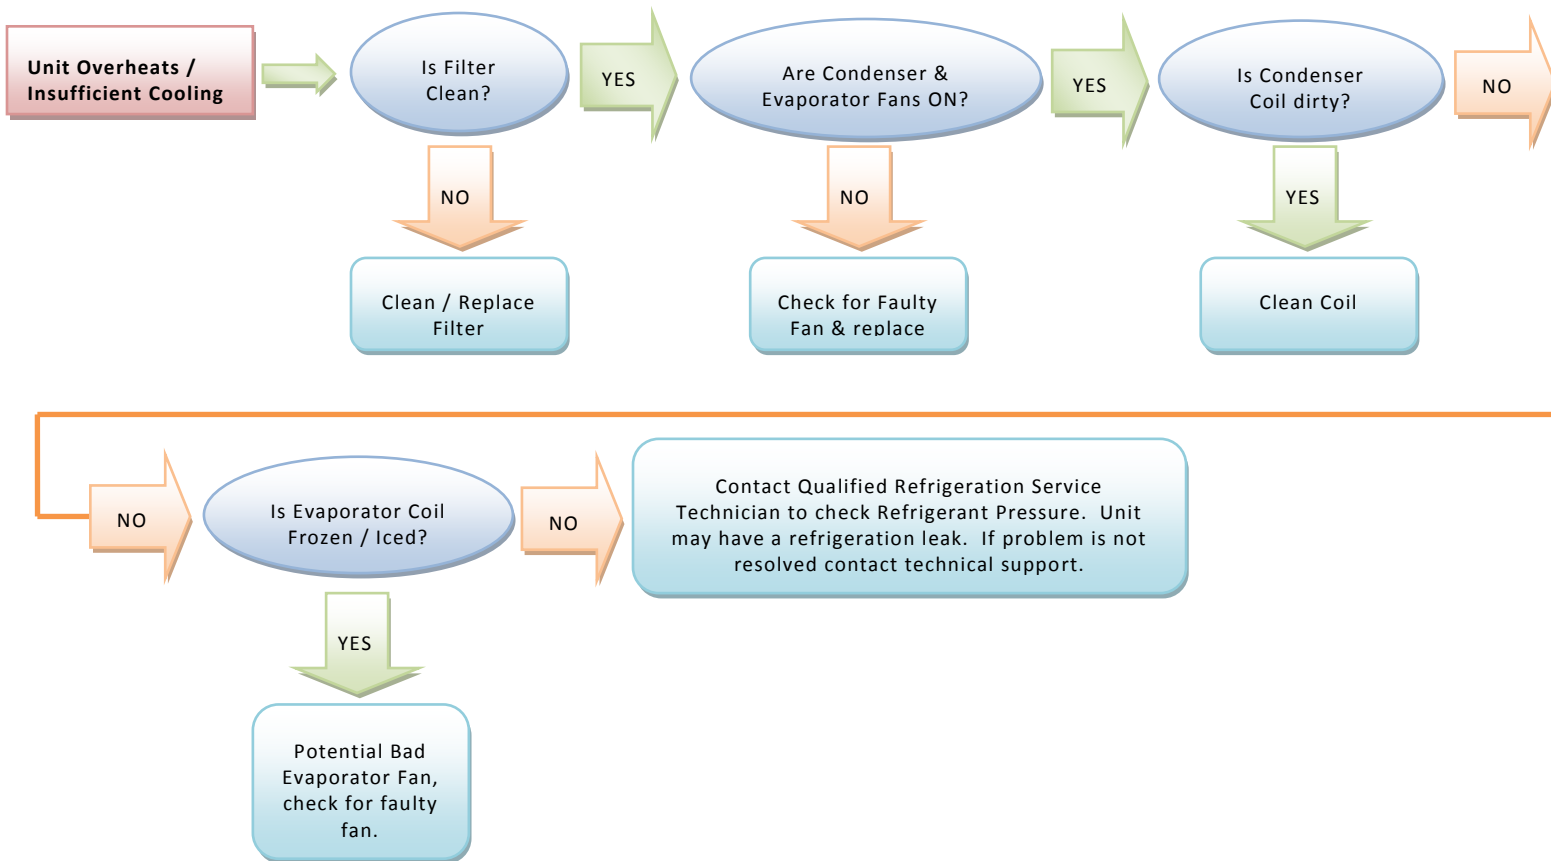 Unit Overheats /
Insufficient Cooling
Is Filter
Clean?
YES
Are Condenser &
Evaporator Fans ON?
YES
Is Condenser
Coil dirty?
NO
NO
NO
YES
Clean / Replace
Filter
Check for Faulty
Fan & replace
Clean Coil
NO
Is Evaporator Coil
Frozen / Iced?
NO
Contact Qualified Refrigeration Service
Technician to check Refrigerant Pressure. Unit
may have a refrigeration leak. If problem is not
resolved contact technical support.
YES
Potential Bad
Evaporator Fan,
check for faulty
fan.